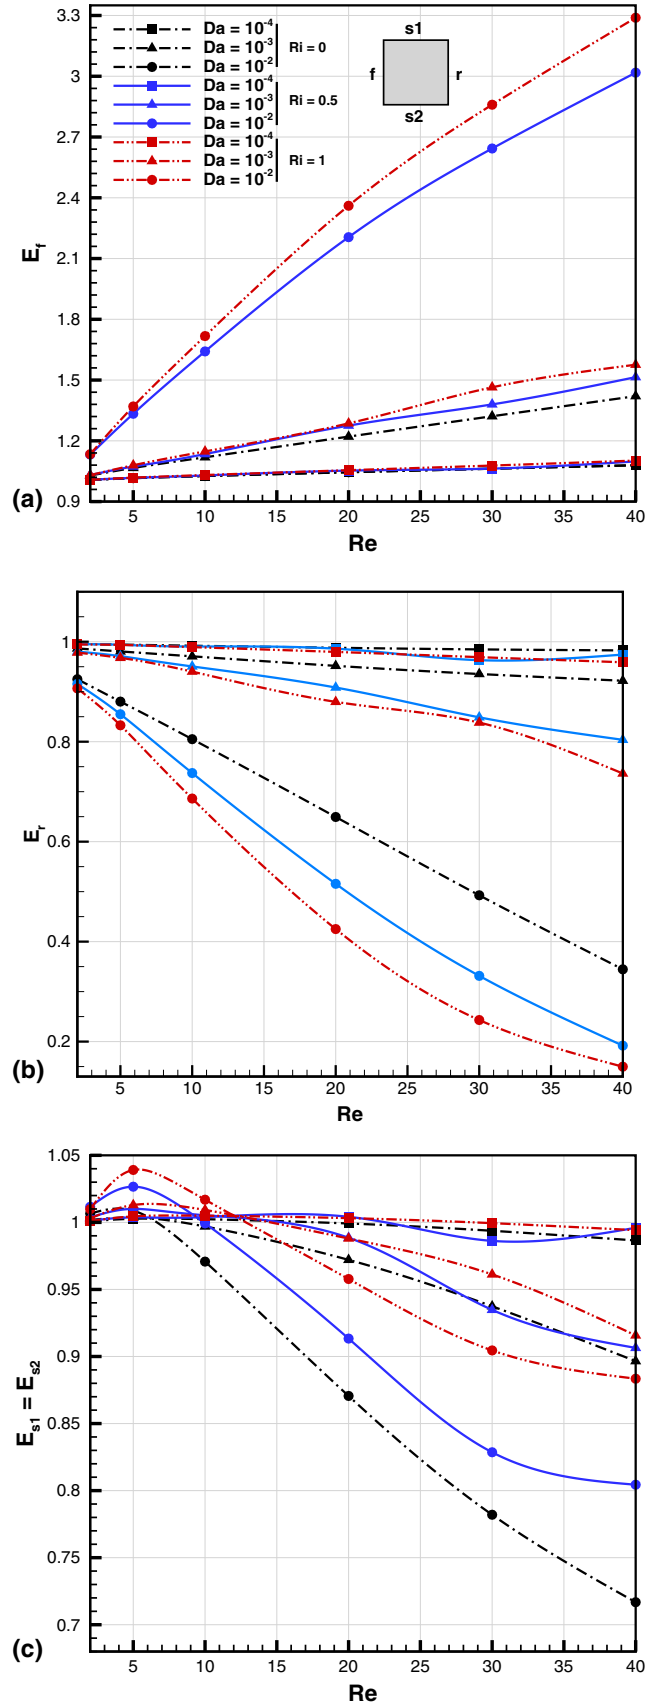 3.3
3
2.7
2.4
2.1
1.8
1.5
1.2
0.9
E_f
Da = 10^-4
Da = 10^-3
Da = 10^-2
Ri = 0
Da = 10^-4
Da = 10^-3
Da = 10^-2
Ri = 0.5
Da = 10^-4
Da = 10^-3
Da = 10^-2
Ri = 1
s1
f
r
s2
(a)
5 10 15 20 25 30 35 40
Re
1
0.8
0.6
0.4
0.2
E_r
(b)
5 10 15 20 25 30 35 40
Re
1.05
1
0.95
0.9
0.85
0.8
0.75
0.7
E_s1 = E_s2
(c)
5 10 15 20 25 30 35 40
Re